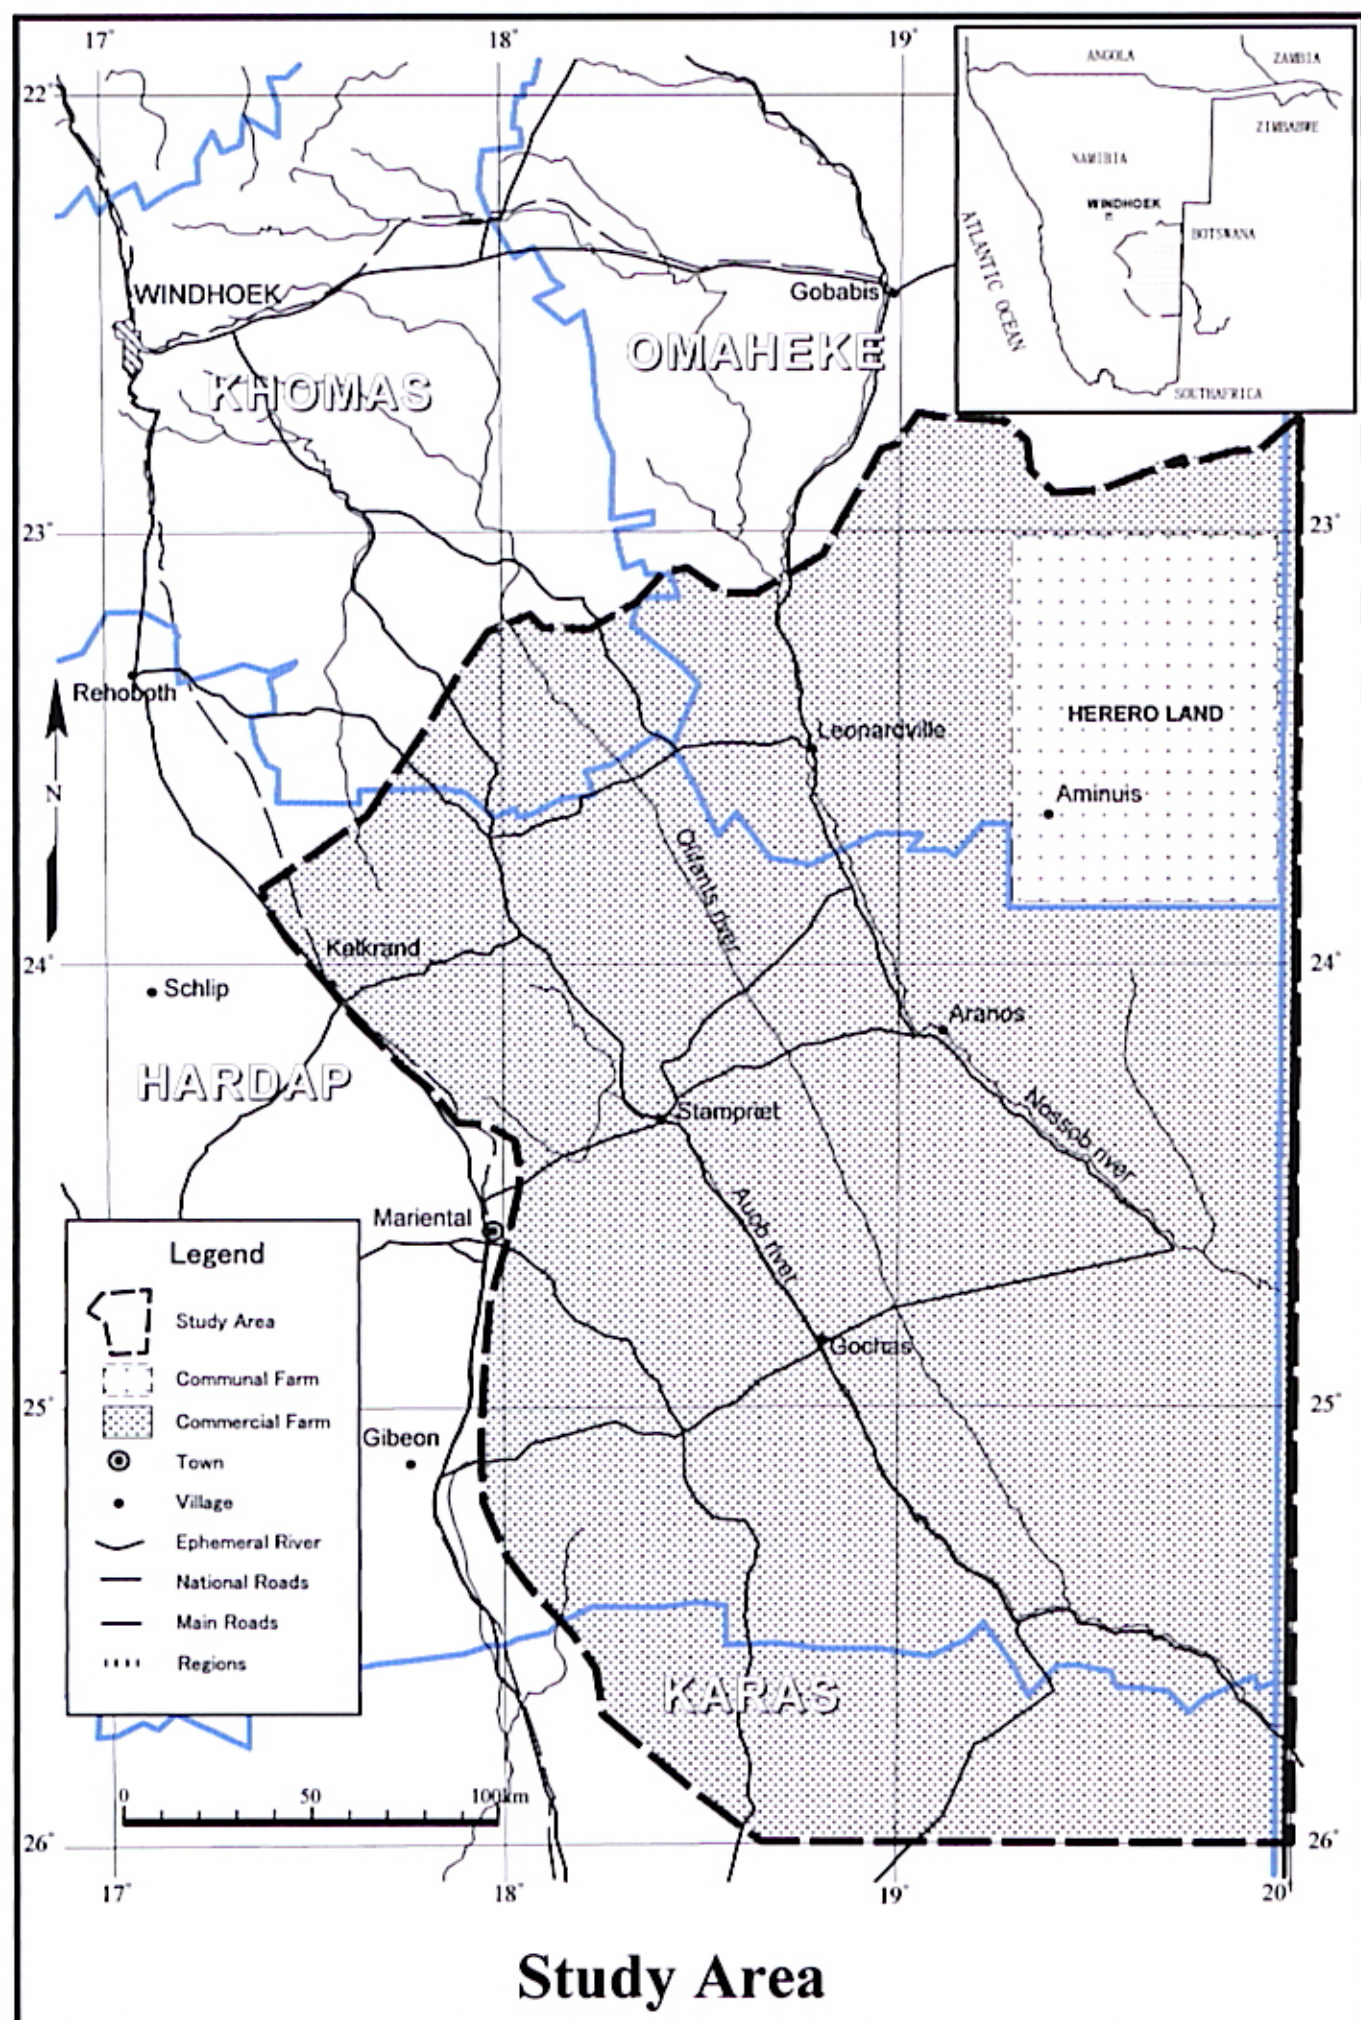 17°
18°
19°
22°
ANGOLA
ZAMBIA
ZIMBABWE
NAMIBIA
WINDHOEK
BOTSWANA
ATLANTIC OCEAN
SOUTHAFRICA
WINDHOEK
Gobabis
OMAHEKE
KHOMAS
23°
23°
Rehoboth
Leonardville
HERERO LAND
N
Aminuis
Olifants river
Kalkrand
24°
24°
Schlip
Aranos
HARDAP
Stampriet
Nossob river
Auob river
Mariental
Legend
Study Area
Communal Farm
Commercial Farm
Town
Village
Ephemeral River
National Roads
Main Roads
Regions
Gochas
25°
25°
Gibeon
KARAS
0 50 100km
26°
26°
17°
18°
19°
20°
Study Area